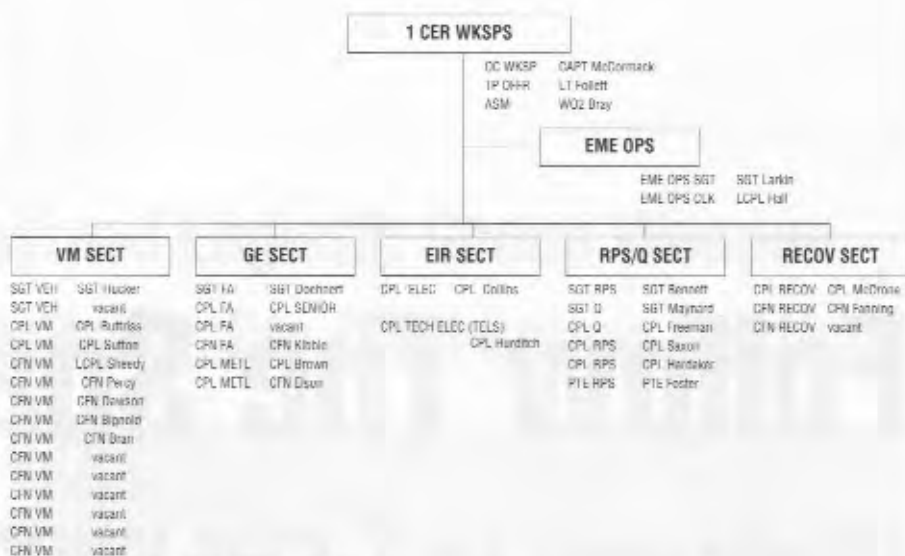 1 CER WKSPS
OC WKSP CAPT McCormack
TP OFFR LT Follett
ASM WO2 Bray
EME OPS
EME OPS SGT SGT Larkin
EME OPS CLK LCPL Hall
VM SECT
SGT VEH SGT Hucker
SGT VEH vacant
CPL VM CPL Buttriss
CPL VM CPL Sutton
CFN VM LCPL Sheedy
CFN VM CFN Percy
CFN VM CFN Dawson
CFN VM CFN Bignold
CFN VM CFN
CFN VM vacant
CFN VM vacant
CFN VM vacant
CFN VM vacant
CFN VM vacant
CFN VM vacant
GE SECT
SGT FA SGT Doehnert
CPL FA CPL SENIOR
CPL FA vacant
CFN FA CFN Kibble
CPL METL CPL Brown
CPL METL CFN
EIR SECT
CPL ELEC CPL Collins
CPL TECH ELEC (TELS)
CPL Hurditch
RPS/Q SECT
SGT RPS SGT Bennett
SGT Q SGT Maynard
CPL Q CPL Freeman
CPL RPS CPL Saxon
CPL RPS CPL Hardaker
PTE RPS PTE Foster
RECOV SECT
CPL RECOV CPL McDrone
CFN RECOV CFN Fanning
CFN RECOV vacant